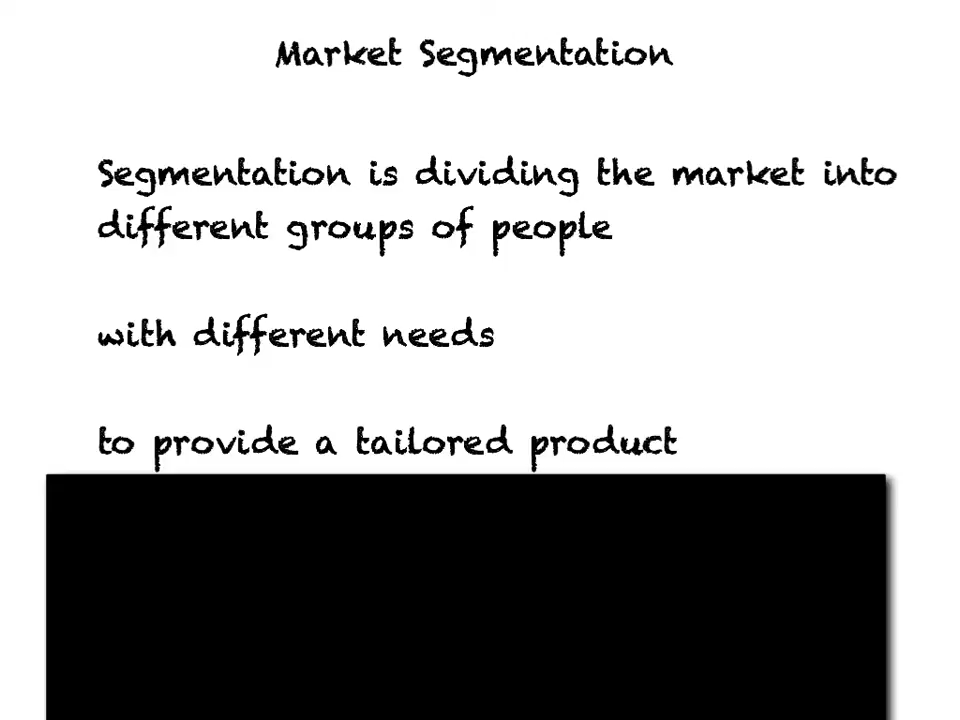 Market Segmentation
Segmentation is dividing the market into
different groups of people
with different needs
to provide a tailored product